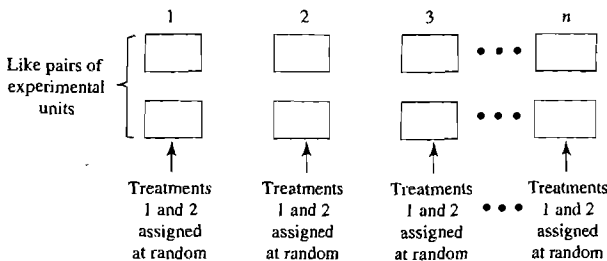 1 2 3 n
Like pairs of
experimental
units
Treatments Treatments Treatments Treatments
1 and 2 1 and 2 1 and 2 1 and 2
assigned assigned assigned assigned
at random at random at random at random